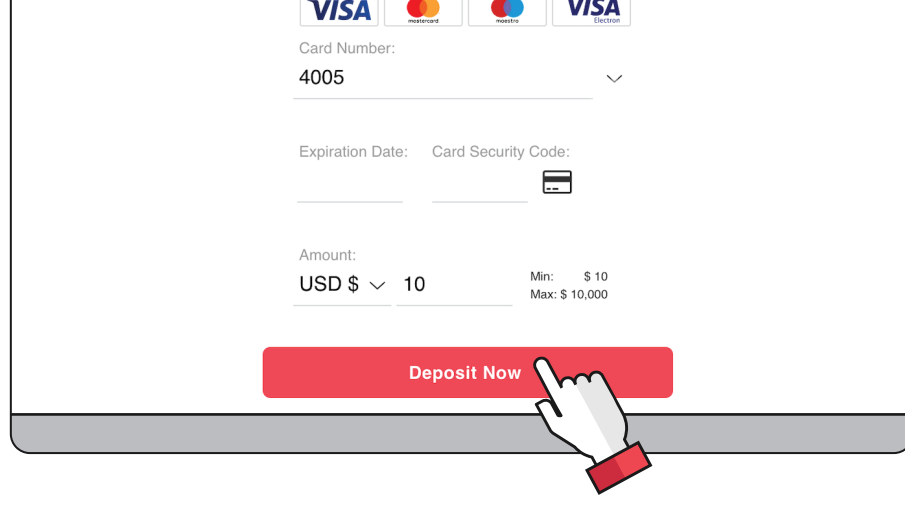 VISA mastercard maestro VISA Electron
Card Number:
4005
Expiration Date: Card Security Code:
Amount:
USD $ 10 Min: $ 10
Max: $ 10,000
Deposit Now